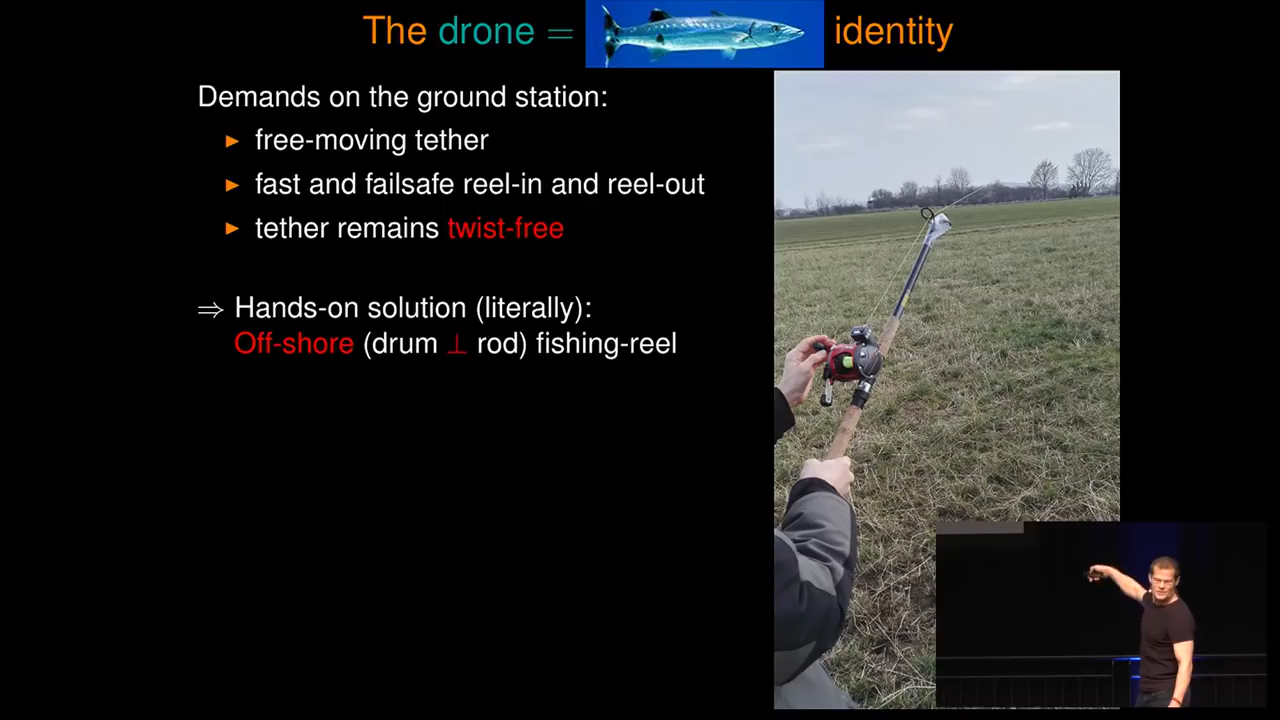 The drone = identity
Demands on the ground station:
▶ free-moving tether
▶ fast and failsafe reel-in and reel-out
▶ tether remains twist-free
⇒ Hands-on solution (literally):
Off-shore (drum ⊥ rod) fishing-reel